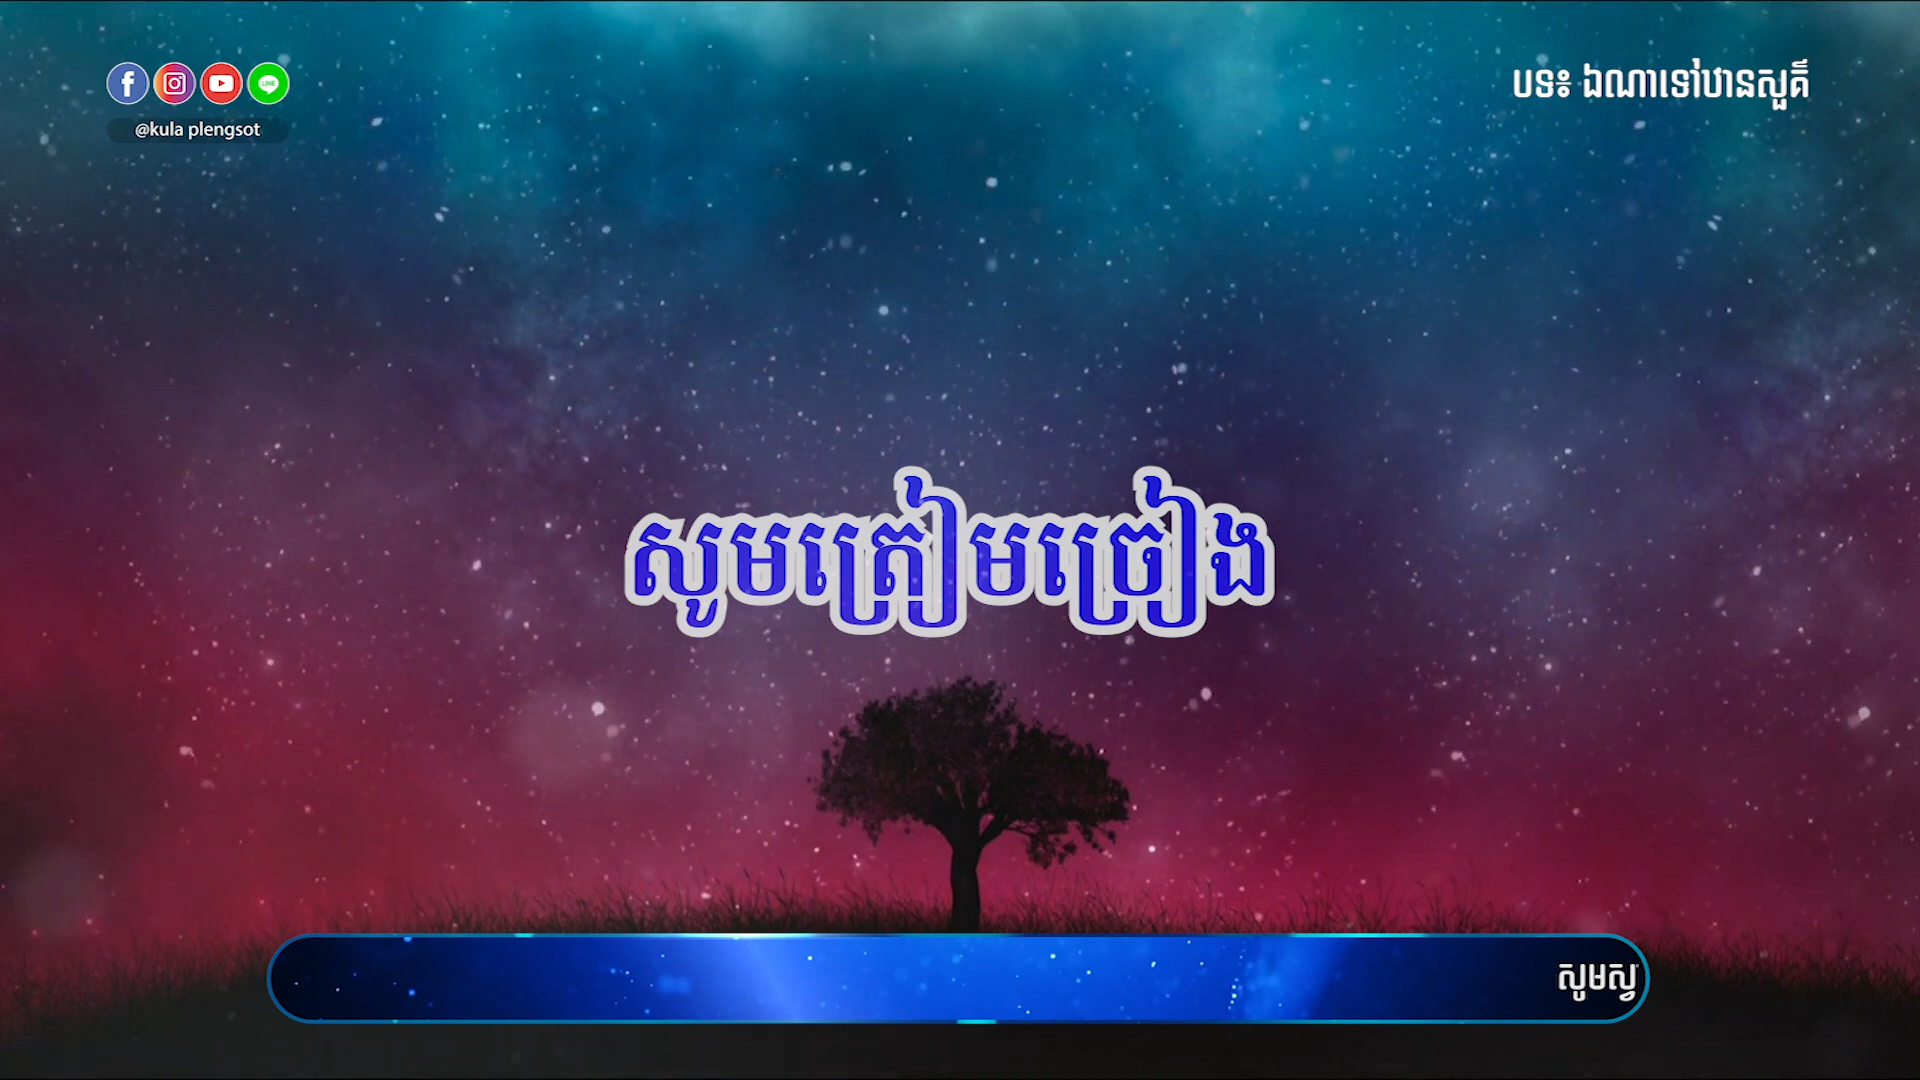 @kula plengsot
បទ៖ ឯណាទៅឋានសួគ៏
សូមត្រៀមច្រៀង
សូមស្វ